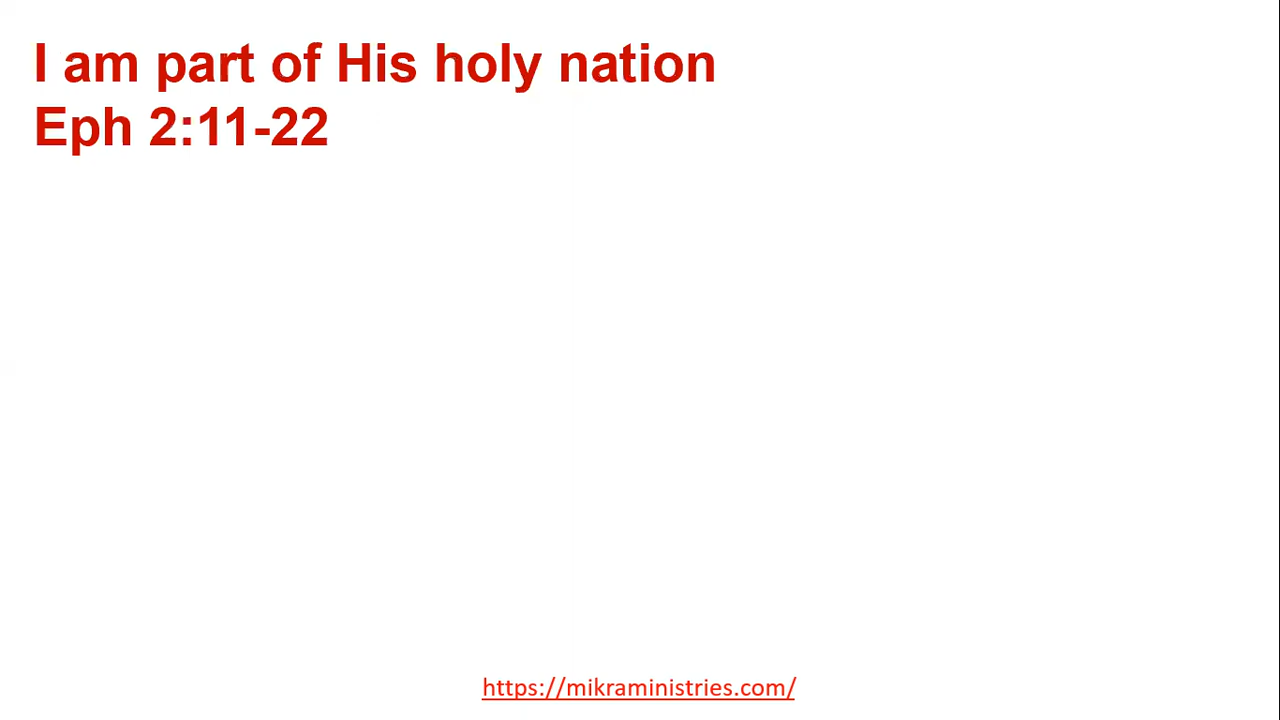 I am part of His holy nation
Eph 2:11-22
https://mikraministries.com/